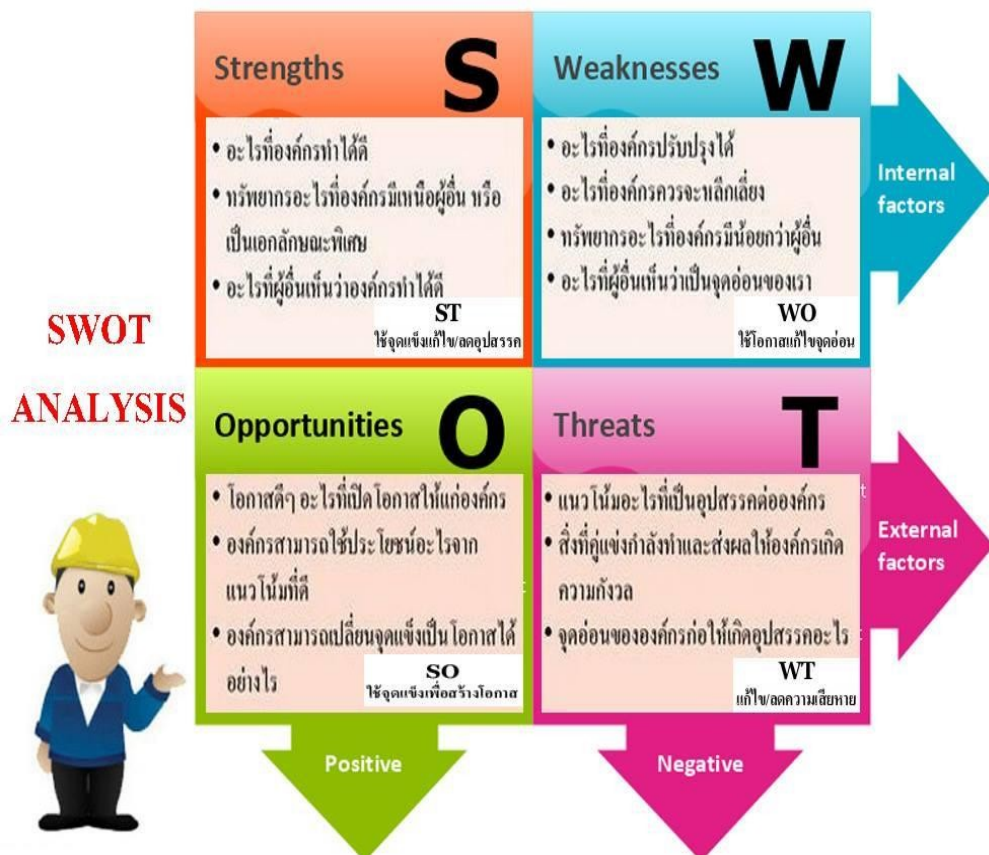 SWOT
ANALYSIS
Strengths
S
• อะไรที่องค์กรทำได้ดี
• ทรัพยากรอะไรที่องค์กรมีเหนือผู้อื่น หรือ
เป็นเอกลักษณะพิเศษ
• อะไรที่ผู้อื่นเห็นว่าองค์กรทำได้ดี
ST
ใช้จุดแข็งแก้ไข/ลดอุปสรรค
Weaknesses
W
• อะไรที่องค์กรปรับปรุงได้
• อะไรที่องค์กรควรจะหลีกเลี่ยง
• ทรัพยากรอะไรที่องค์กรมีน้อยกว่าผู้อื่น
• อะไรที่ผู้อื่นเห็นว่าเป็นจุดอ่อนของเรา
WO
ใช้โอกาสแก้ไขจุดอ่อน
Internal
factors
Opportunities
O
• โอกาสดีๆ อะไรที่เปิดโอกาสให้แก่องค์กร
• องค์กรสามารถใช้ประโยชน์อะไรจาก
แนวโน้มที่ดี
• องค์กรสามารถเปลี่ยนจุดแข็งเป็นโอกาสได้
อย่างไร
SO
ใช้จุดแข็งเพื่อสร้างโอกาส
Threats
T
• แนวโน้มอะไรที่เป็นอุปสรรคต่อองค์กร
• สิ่งที่คู่แข่งกำลังทำและส่งผลให้องค์กรเกิด
ความกังวล
• จุดอ่อนขององค์กรก่อให้เกิดอุปสรรคอะไร
WT
แก้ไข/ลดความเสียหาย
External
factors
Positive
Negative